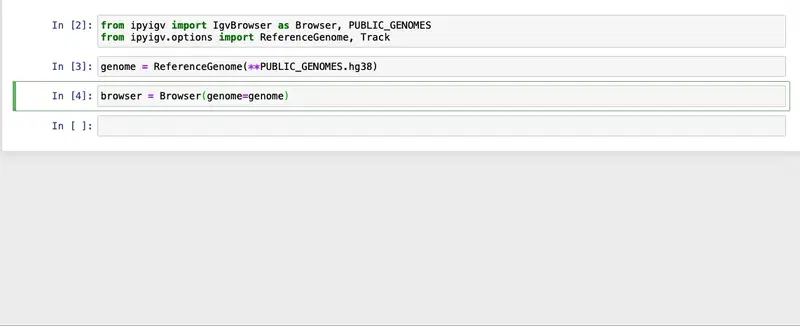 In [2]: from ipyigv import IgvBrowser as Browser, PUBLIC_GENOMES
from ipyigv.options import ReferenceGenome, Track
In [3]: genome = ReferenceGenome(**PUBLIC_GENOMES.hg38)
In [4]: browser = Browser(genome=genome)
In [ ]: